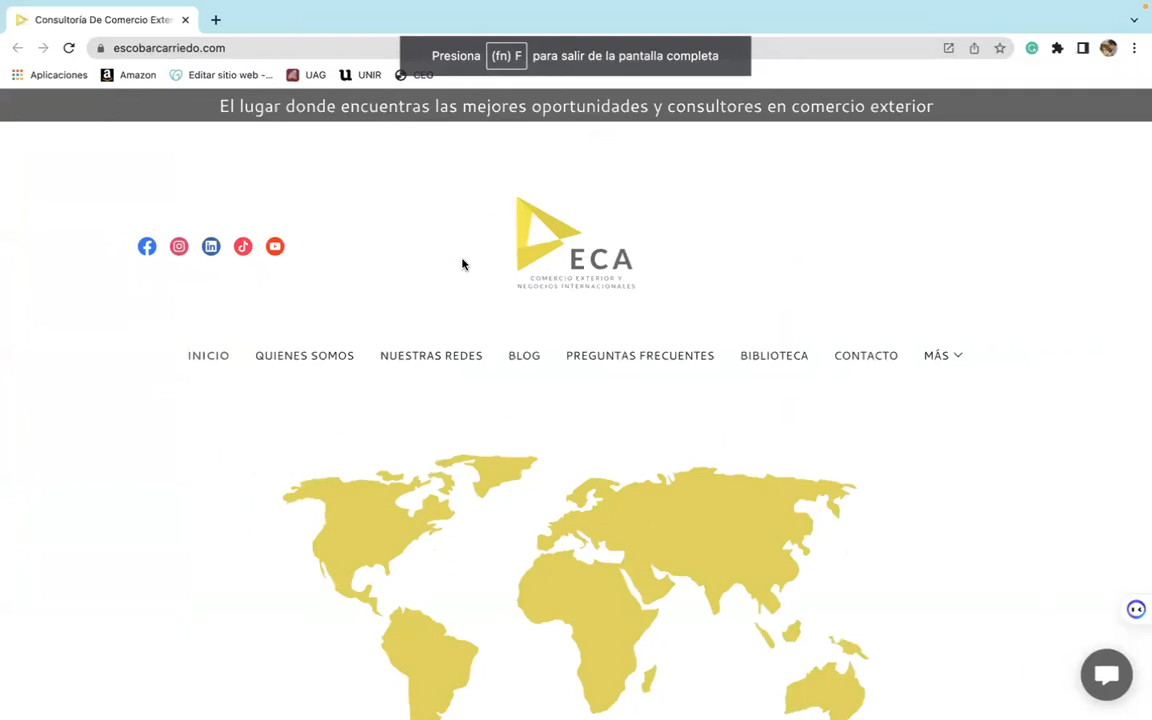 Consultoría De Comercio Exter
escobarcarriedo.com
Presiona (fn) F para salir de la pantalla completa
Aplicaciones
Amazon
Editar sitio web -...
UAG
UNIR
CEO
El lugar donde encuentras las mejores oportunidades y consultores en comercio exterior
ECA
COMERCIO EXTERIOR Y
NEGOCIOS INTERNACIONALES
INICIO
QUIENES SOMOS
NUESTRAS REDES
BLOG
PREGUNTAS FRECUENTES
BIBLIOTECA
CONTACTO
MÁS